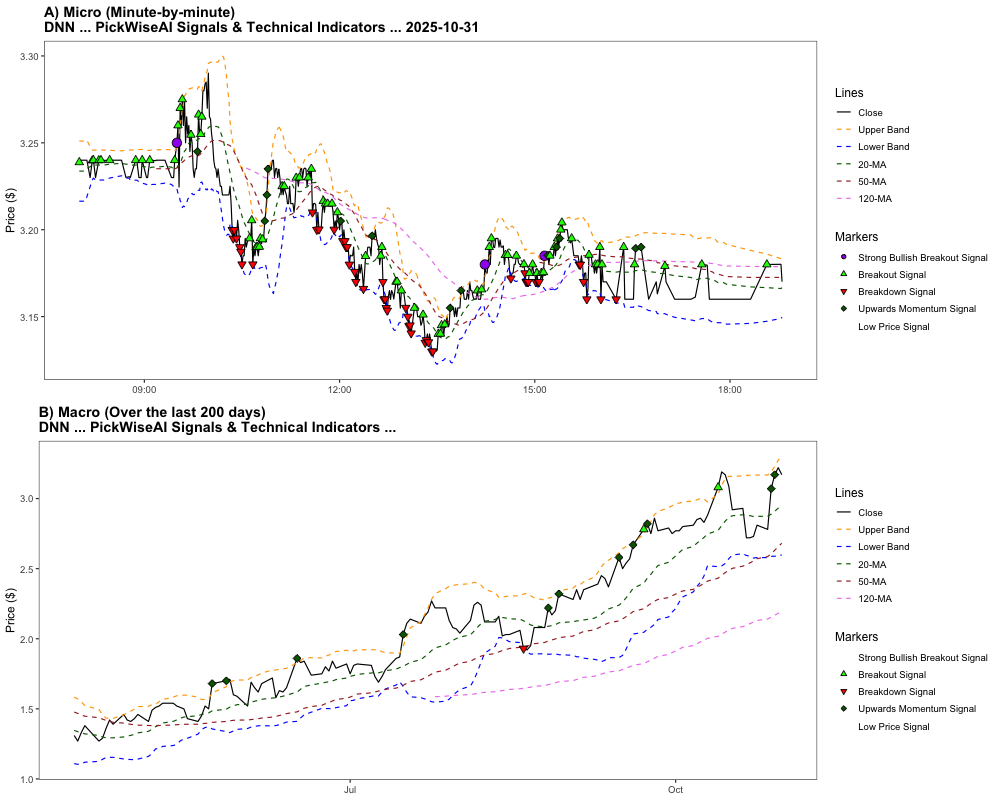 A) Micro (Minute-by-minute)
DNN ... PickWiseAI Signals & Technical Indicators ... 2025-10-31
Price ($)
3.30
3.25
3.20
3.15
09:00
12:00
15:00
18:00
Lines
Close
Upper Band
Lower Band
20-MA
50-MA
120-MA
Markers
Strong Bullish Breakout Signal
Breakout Signal
Breakdown Signal
Upwards Momentum Signal
Low Price Signal
B) Macro (Over the last 200 days)
DNN ... PickWiseAI Signals & Technical Indicators ...
Price ($)
3.0
2.5
2.0
1.5
1.0
Jul
Oct
Lines
Close
Upper Band
Lower Band
20-MA
50-MA
120-MA
Markers
Strong Bullish Breakout Signal
Breakout Signal
Breakdown Signal
Upwards Momentum Signal
Low Price Signal